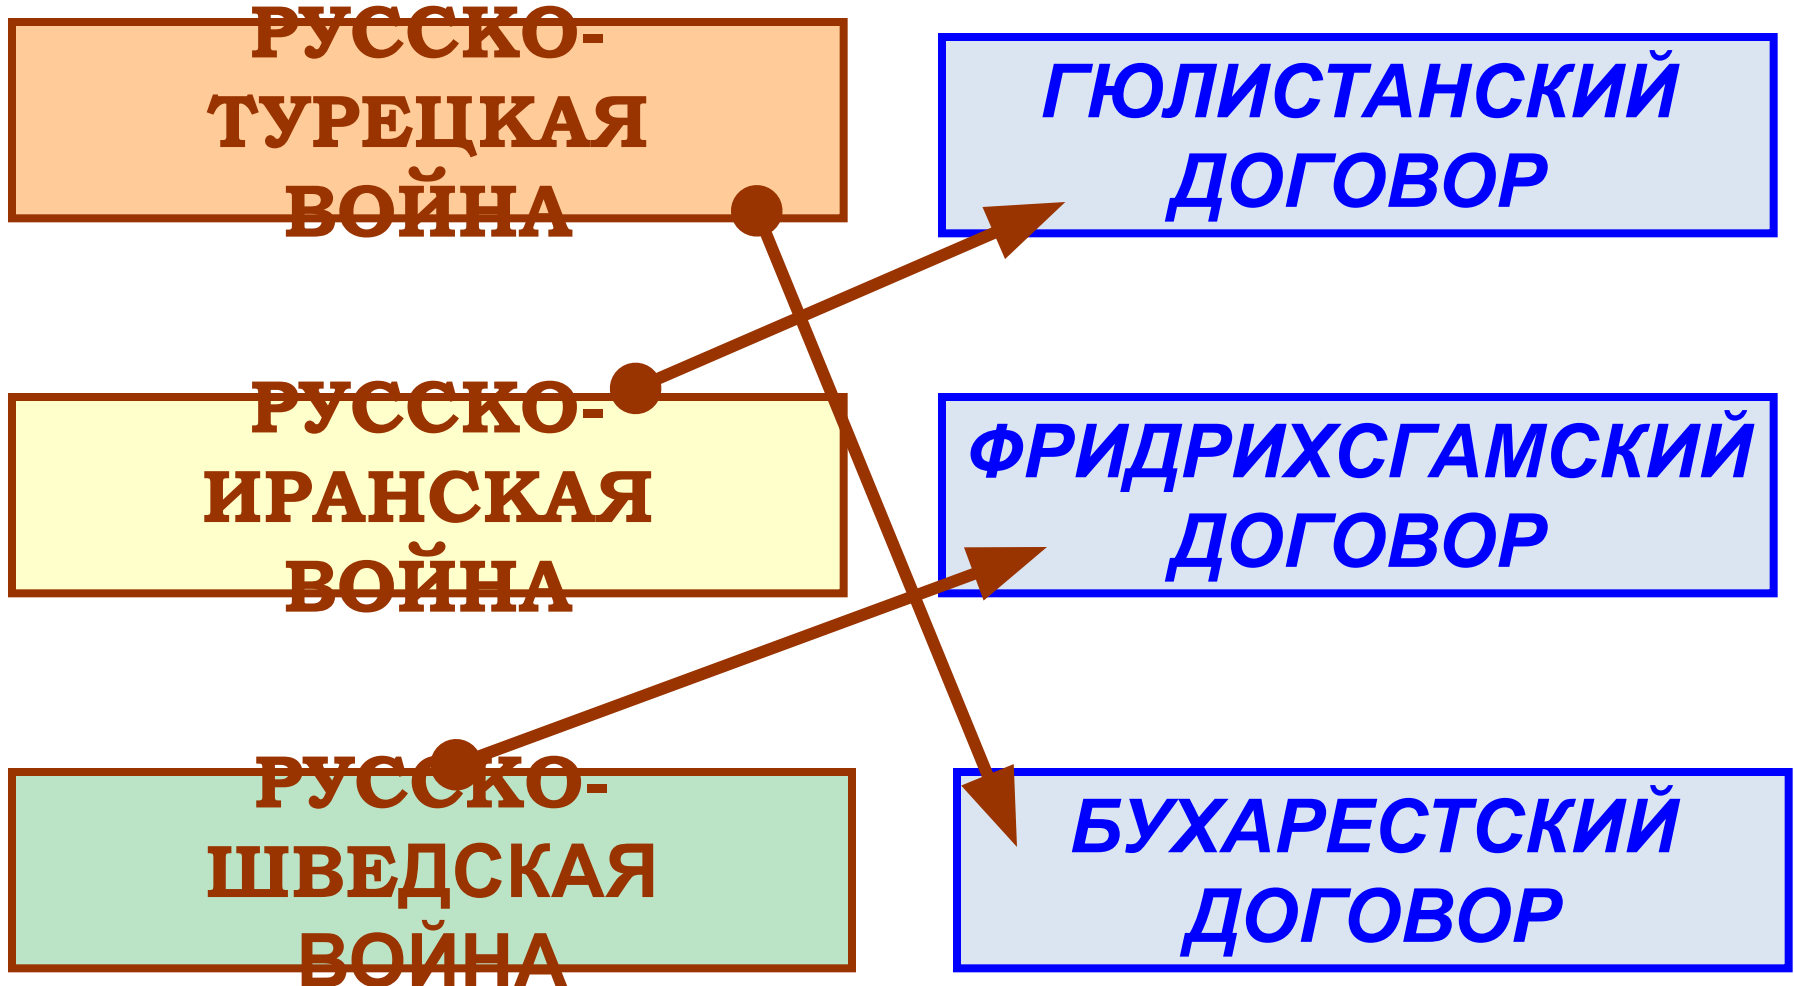 РУССКО-
ТУРЕЦКАЯ
ВОЙНА
ГЮЛИСТАНСКИЙ
ДОГОВОР
РУССКО-
ИРАНСКАЯ
ВОЙНА
ФРИДРИХСГАМСКИЙ
ДОГОВОР
РУССКО-
ШВЕДСКАЯ
ВОЙНА
БУХАРЕСТСКИЙ
ДОГОВОР